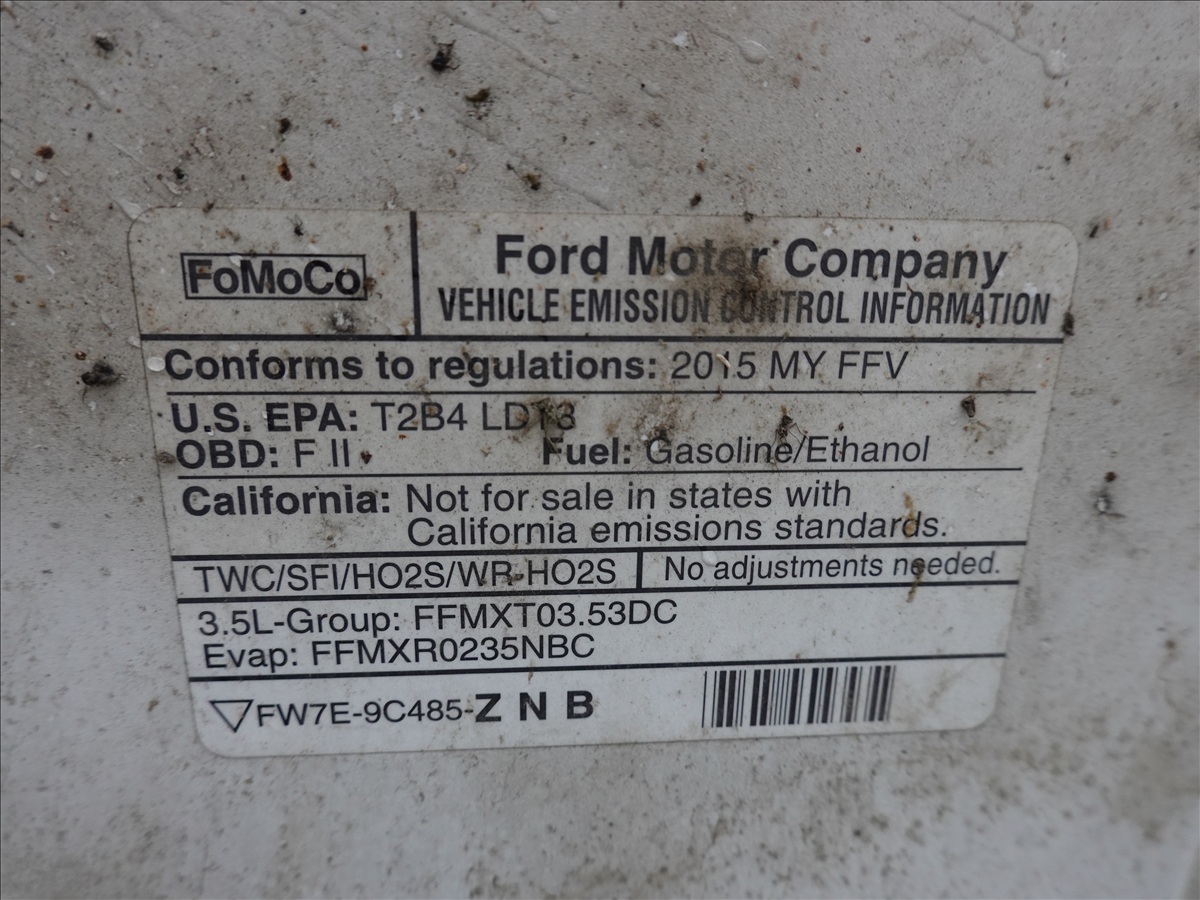 FoMoCo
Ford Motor Company
VEHICLE EMISSION CONTROL INFORMATION
Conforms to regulations: 2015 MY FFV
U.S. EPA: T2B4 LDT3
OBD: F II
Fuel: Gasoline/Ethanol
California: Not for sale in states with
California emissions standards.
TWC/SFI/HO2S/WR-HO2S
No adjustments needed.
3.5L-Group: FFMXT03.53DC
Evap: FFMXR0235NBC
FW7E-9C485-Z N B